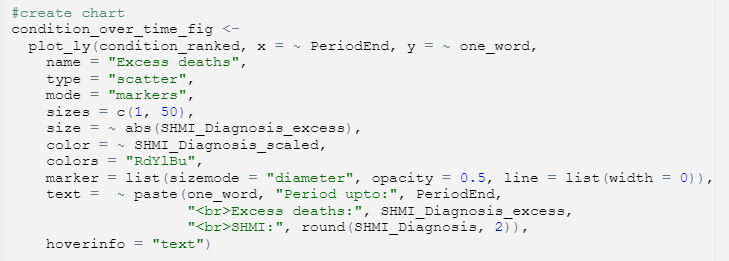 #create chart
condition_over_time_fig <-
  plot_ly(condition_ranked, x = ~ PeriodEnd, y = ~ one_word,
    name = "Excess deaths",
    type = "scatter",
    mode = "markers",
    sizes = c(1, 50),
    size = ~ abs(SHMI_Diagnosis_excess),
    color = ~ SHMI_Diagnosis_scaled,
    colors = "RdYlBu",
    marker = list(sizemode = "diameter", opacity = 0.5, line = list(width = 0)),
    text =  ~ paste(one_word, "Period upto:", PeriodEnd,
                    "<br>Excess deaths:", SHMI_Diagnosis_excess,
                    "<br>SHMI:", round(SHMI_Diagnosis, 2)),
    hoverinfo = "text")